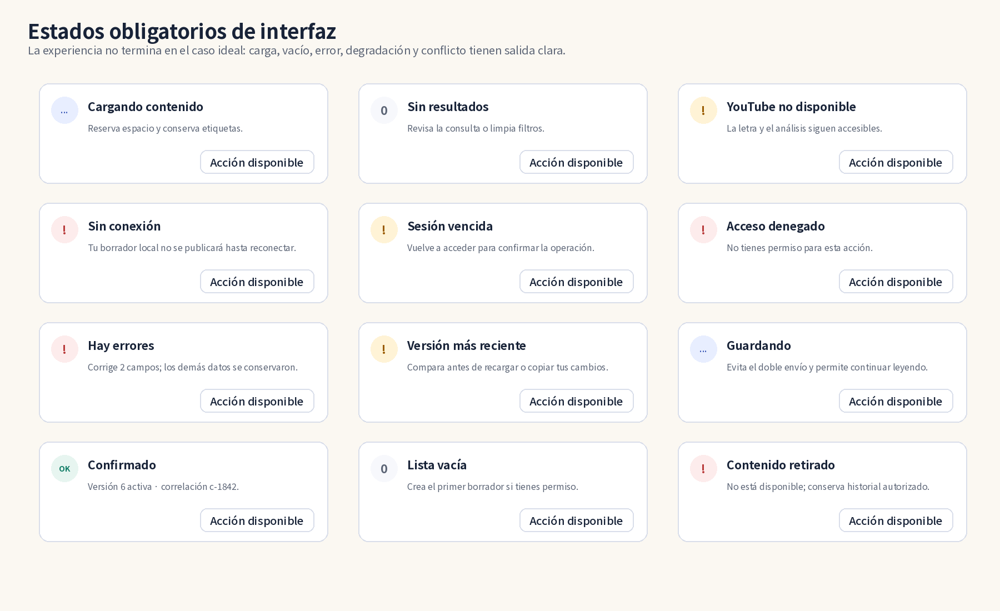 Estados obligatorios de interfaz
La experiencia no termina en el caso ideal: carga, vacío, error, degradación y conflicto tienen salida clara.
...
Cargando contenido
Reserva espacio y conserva etiquetas.
Acción disponible
0
Sin resultados
Revisa la consulta o limpia filtros.
Acción disponible
!
YouTube no disponible
La letra y el análisis siguen accesibles.
Acción disponible
!
Sin conexión
Tu borrador local no se publicará hasta reconectar.
Acción disponible
!
Sesión vencida
Vuelve a acceder para confirmar la operación.
Acción disponible
!
Acceso denegado
No tienes permiso para esta acción.
Acción disponible
!
Hay errores
Corrige 2 campos; los demás datos se conservaron.
Acción disponible
!
Versión más reciente
Compara antes de recargar o copiar tus cambios.
Acción disponible
...
Guardando
Evita el doble envío y permite continuar leyendo.
Acción disponible
OK
Confirmado
Versión 6 activa · correlación c-1842.
Acción disponible
0
Lista vacía
Crea el primer borrador si tienes permiso.
Acción disponible
!
Contenido retirado
No está disponible; conserva historial autorizado.
Acción disponible